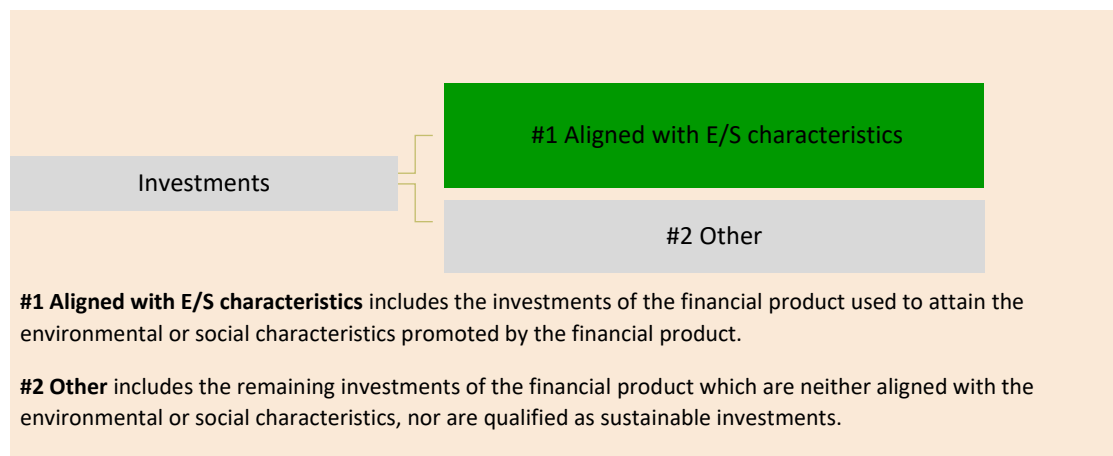 #1 Aligned with E/S characteristics
Investments
#2 Other
#1 Aligned with E/S characteristics includes the investments of the financial product used to attain the
environmental or social characteristics promoted by the financial product.
#2 Other includes the remaining investments of the financial product which are neither aligned with the
environmental or social characteristics, nor are qualified as sustainable investments.